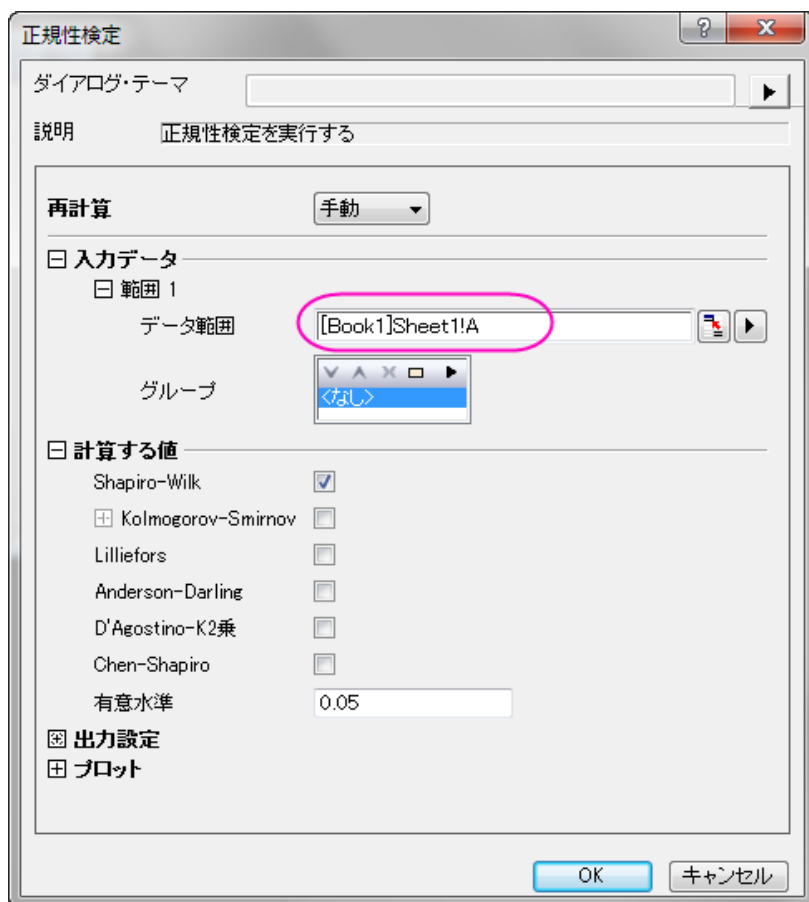 正規性検定
ダイアログ・テーマ
説明 正規性検定を実行する
再計算 手動
入力データ
範囲 1
データ範囲 [Book1]Sheet1!A
グループ <なし>
計算する値
Shapiro-Wilk
Kolmogorov-Smirnov
Lilliefors
Anderson-Darling
D'Agostino-K2乗
Chen-Shapiro
有意水準 0.05
出力設定
プロット
OK キャンセル